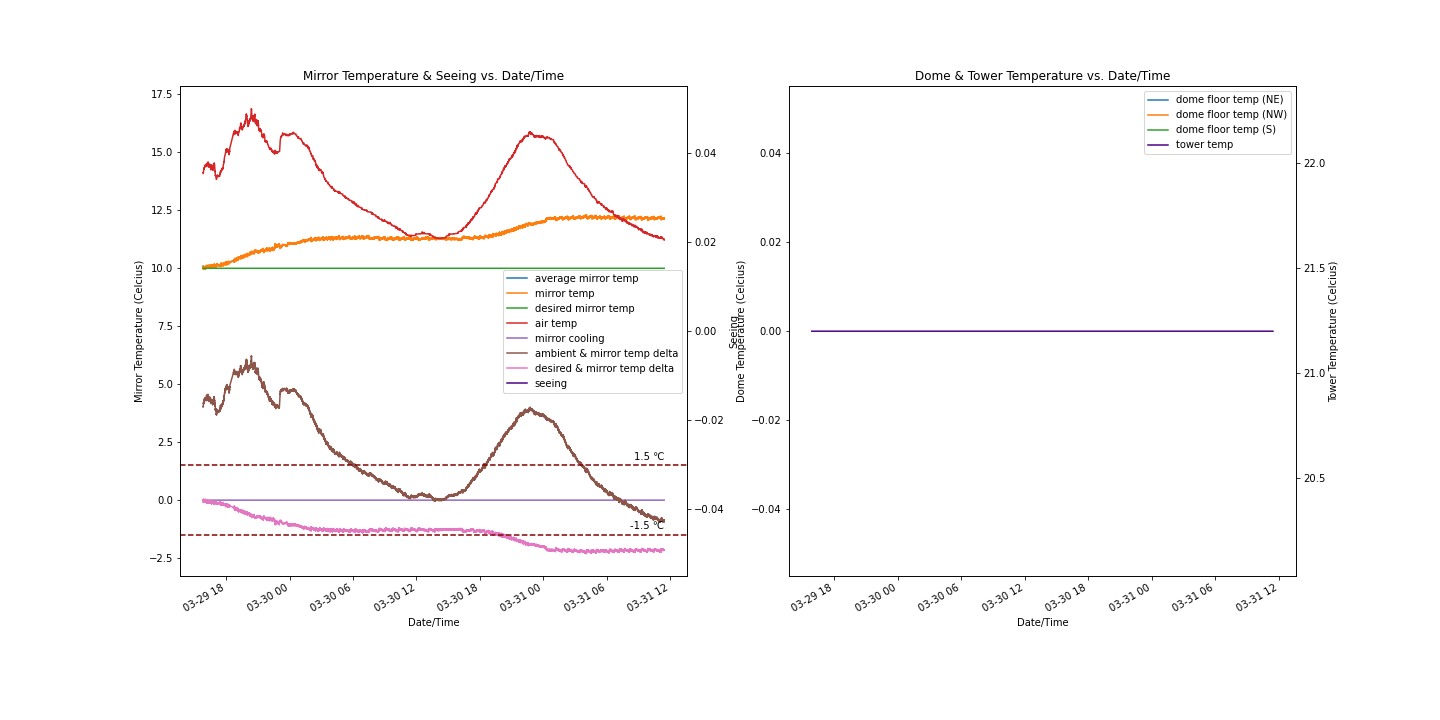 Mirror Temperature & Seeing vs. Date/Time
17.5
15.0
12.5
10.0
7.5
5.0
2.5
0.0
−2.5
Mirror Temperature (Celcius)
average mirror temp
mirror temp
desired mirror temp
air temp
mirror cooling
ambient & mirror temp delta
desired & mirror temp delta
seeing
1.5 °C
-1.5 °C
0.04
0.02
0.00
−0.02
−0.04
Seeing
03-29 18
03-30 00
03-30 06
03-30 12
03-30 18
03-31 00
03-31 06
03-31 12
Date/Time
Dome & Tower Temperature vs. Date/Time
0.04
0.02
0.00
−0.02
−0.04
Dome Temperature (Celcius)
dome floor temp (NE)
dome floor temp (NW)
dome floor temp (S)
tower temp
22.0
21.5
21.0
20.5
Tower Temperature (Celcius)
03-29 18
03-30 00
03-30 06
03-30 12
03-30 18
03-31 00
03-31 06
03-31 12
Date/Time